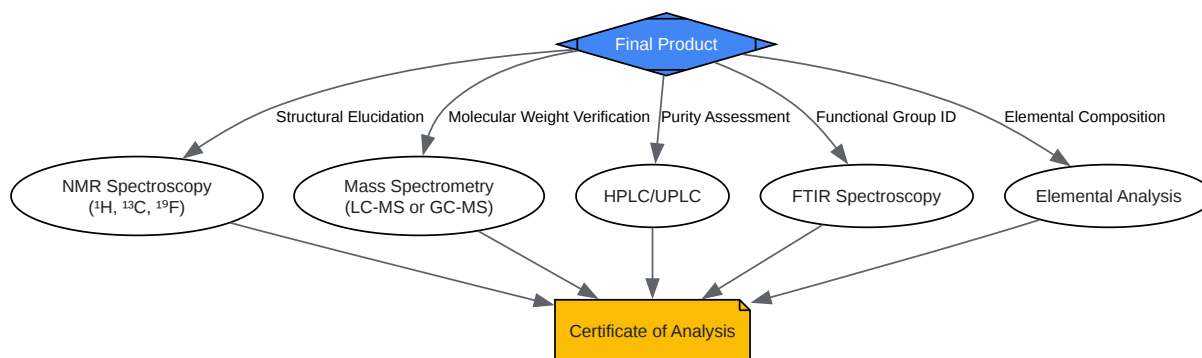 Final Product
Structural Elucidation
Molecular Weight Verification
Purity Assessment
Functional Group ID
Elemental Composition
NMR Spectroscopy
(¹H, ¹³C, ¹⁹F)
Mass Spectrometry
(LC-MS or GC-MS)
HPLC/UPLC
FTIR Spectroscopy
Elemental Analysis
Certificate of Analysis